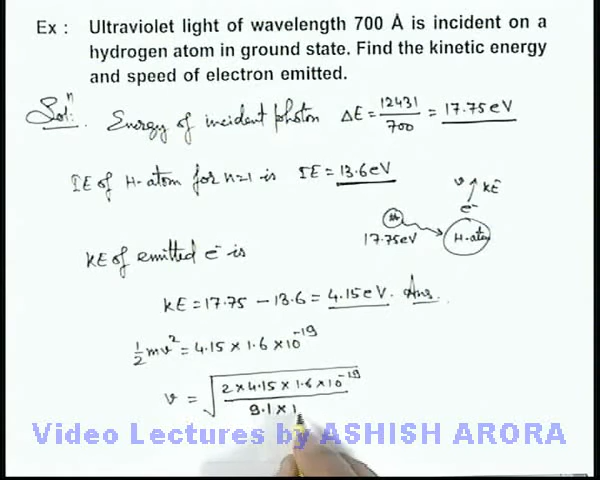 Ex : Ultraviolet light of wavelength 700 Å is incident on a
hydrogen atom in ground state. Find the kinetic energy
and speed of electron emitted.
Solⁿ. Energy of incident photon ΔE = 12431/700 = 17.75 eV
IE of H-atom for n=1 is IE = 13.6 eV
v KE
e⁻
17.75 eV H-atom
KE of emitted e⁻ is
KE = 17.75 − 13.6 = 4.15 eV. Ans.
½mv² = 4.15 × 1.6 × 10⁻¹⁹
v = √(2 × 4.15 × 1.6 × 10⁻¹⁹ / 9.1 × 1
Video Lectures by ASHISH ARORA